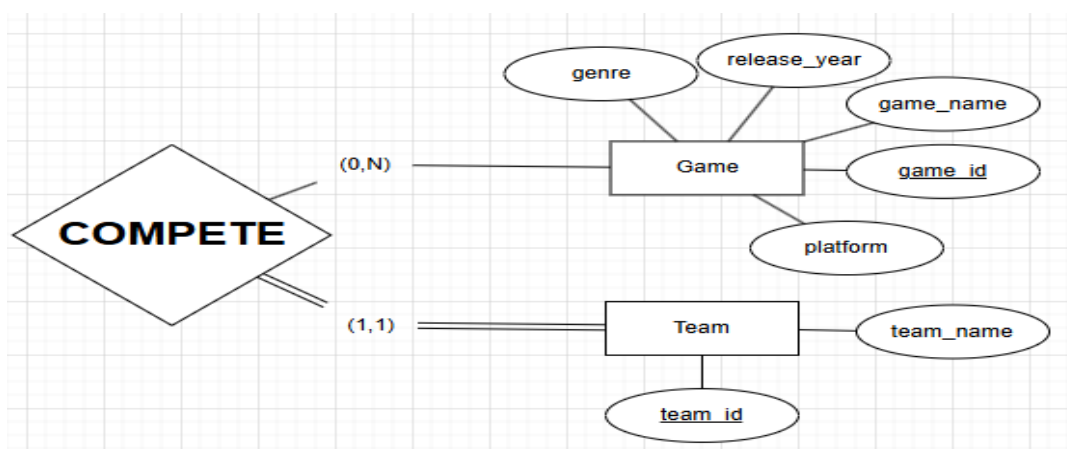 release_year
genre
game_name
(0,N)
Game
game_id
COMPETE
platform
(1,1)
Team
team_name
team_id